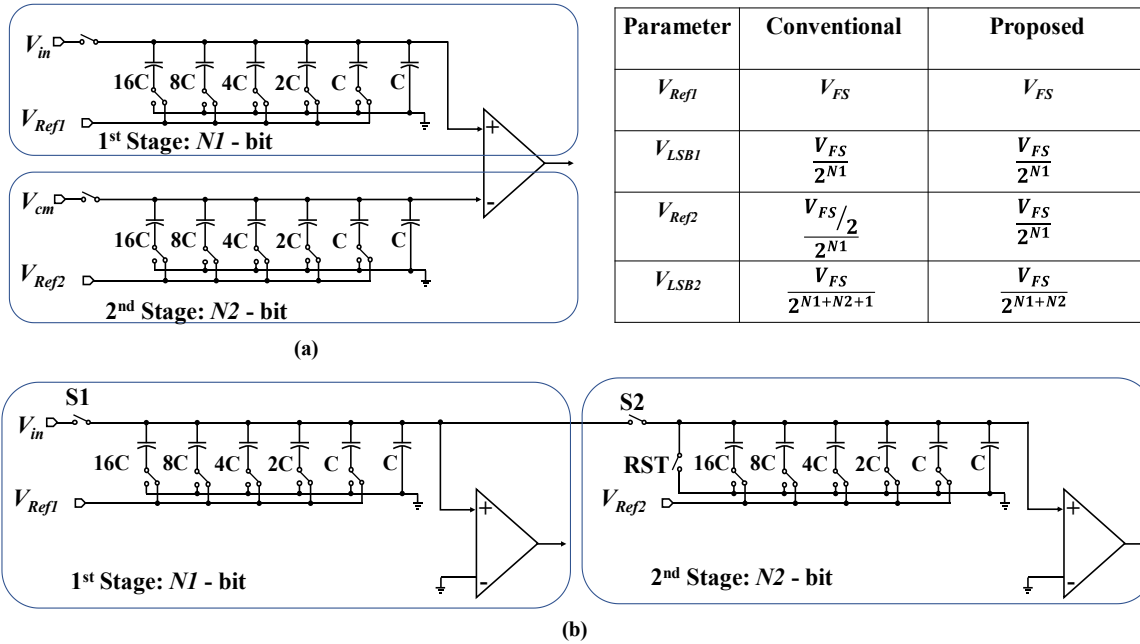 V_in
16C 8C 4C 2C C C
V_Ref1
1st Stage: N1 - bit
+
-
V_cm
16C 8C 4C 2C C C
V_Ref2
2nd Stage: N2 - bit
(a)
Parameter Conventional Proposed
V_Ref1 V_FS V_FS
V_LSB1 V_FS/2^N1 V_FS/2^N1
V_Ref2 (V_FS/2)/2^N1 V_FS/2^N1
V_LSB2 V_FS/2^(N1+N2+1) V_FS/2^(N1+N2)
S1
V_in
16C 8C 4C 2C C C
V_Ref1
+
-
1st Stage: N1 - bit
S2
RST 16C 8C 4C 2C C C
V_Ref2
+
-
2nd Stage: N2 - bit
(b)